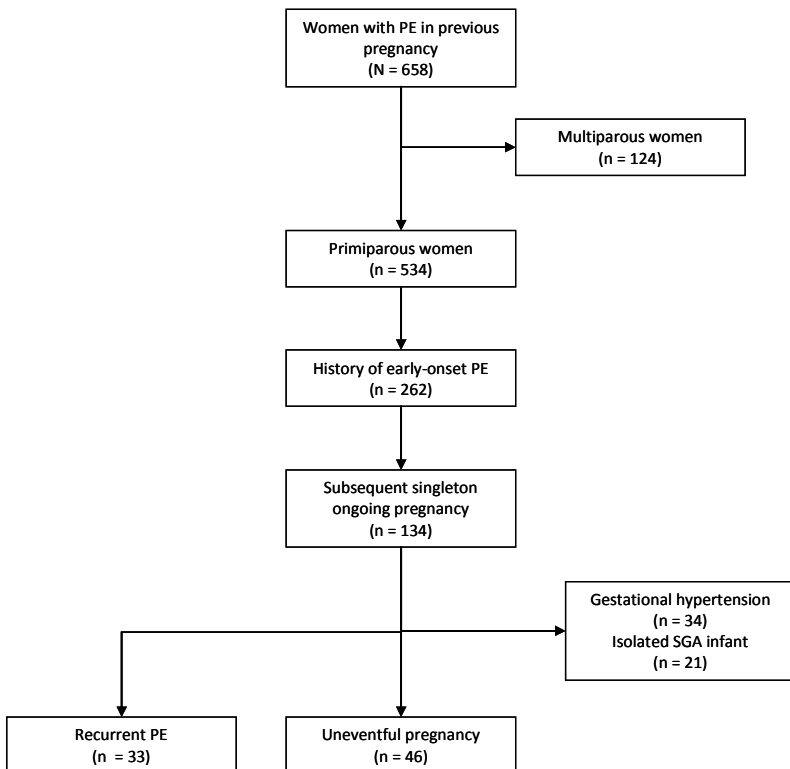 Women with PE in previous
pregnancy
(N = 658)
Multiparous women
(n = 124)
Primiparous women
(n = 534)
History of early-onset PE
(n = 262)
Subsequent singleton
ongoing pregnancy
(n = 134)
Gestational hypertension
(n = 34)
Isolated SGA infant
(n = 21)
Recurrent PE
(n = 33)
Uneventful pregnancy
(n = 46)